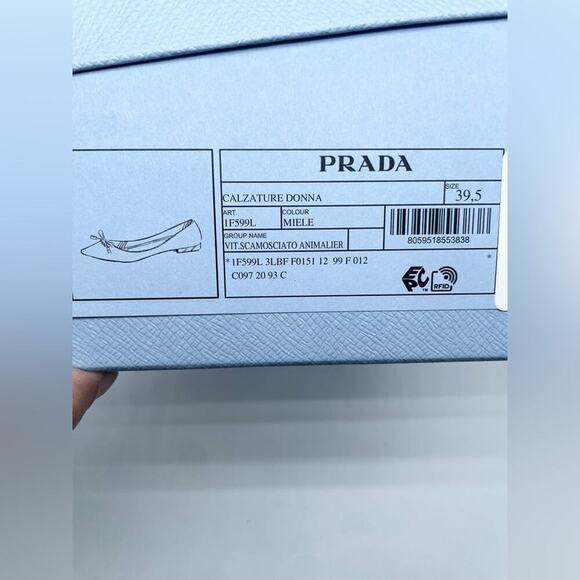 PRADA
CALZATURE DONNA
SIZE
39,5
ART.
1F599L
COLOUR
MIELE
GROUP NAME
VIT.SCAMOSCIATO ANIMALIER
8059518553838
*1F599L 3LBF F0151 12 99 F 012 *
C097 20 93 C
EPC™
RFID